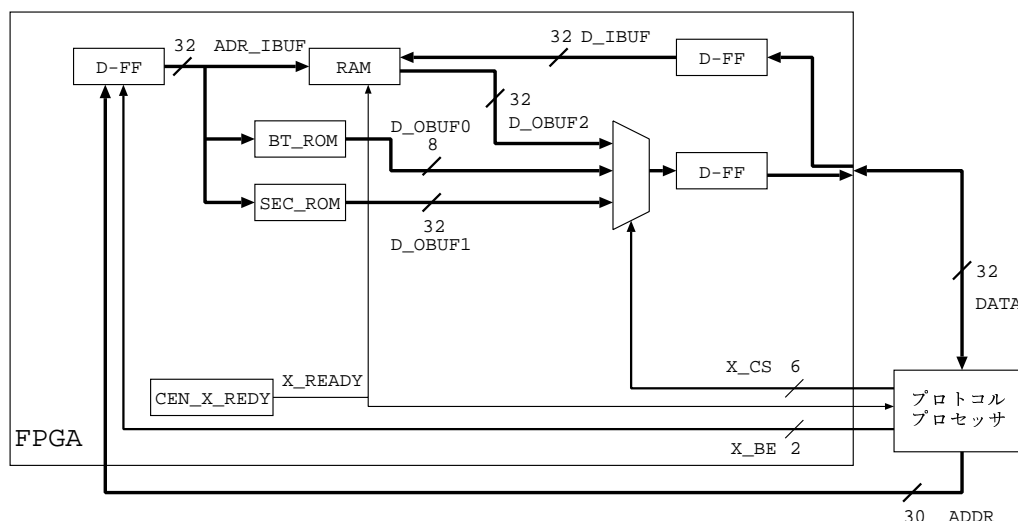 32 ADR_IBUF
32 D_IBUF
D-FF
RAM
D-FF
32
D_OBUF2
D_OBUF0
8
BT_ROM
D-FF
SEC_ROM
32
D_OBUF1
32
DATA
X_CS 6
X_READY
CEN_X_REDY
プロトコル
プロセッサ
FPGA
X_BE 2
30 ADDR